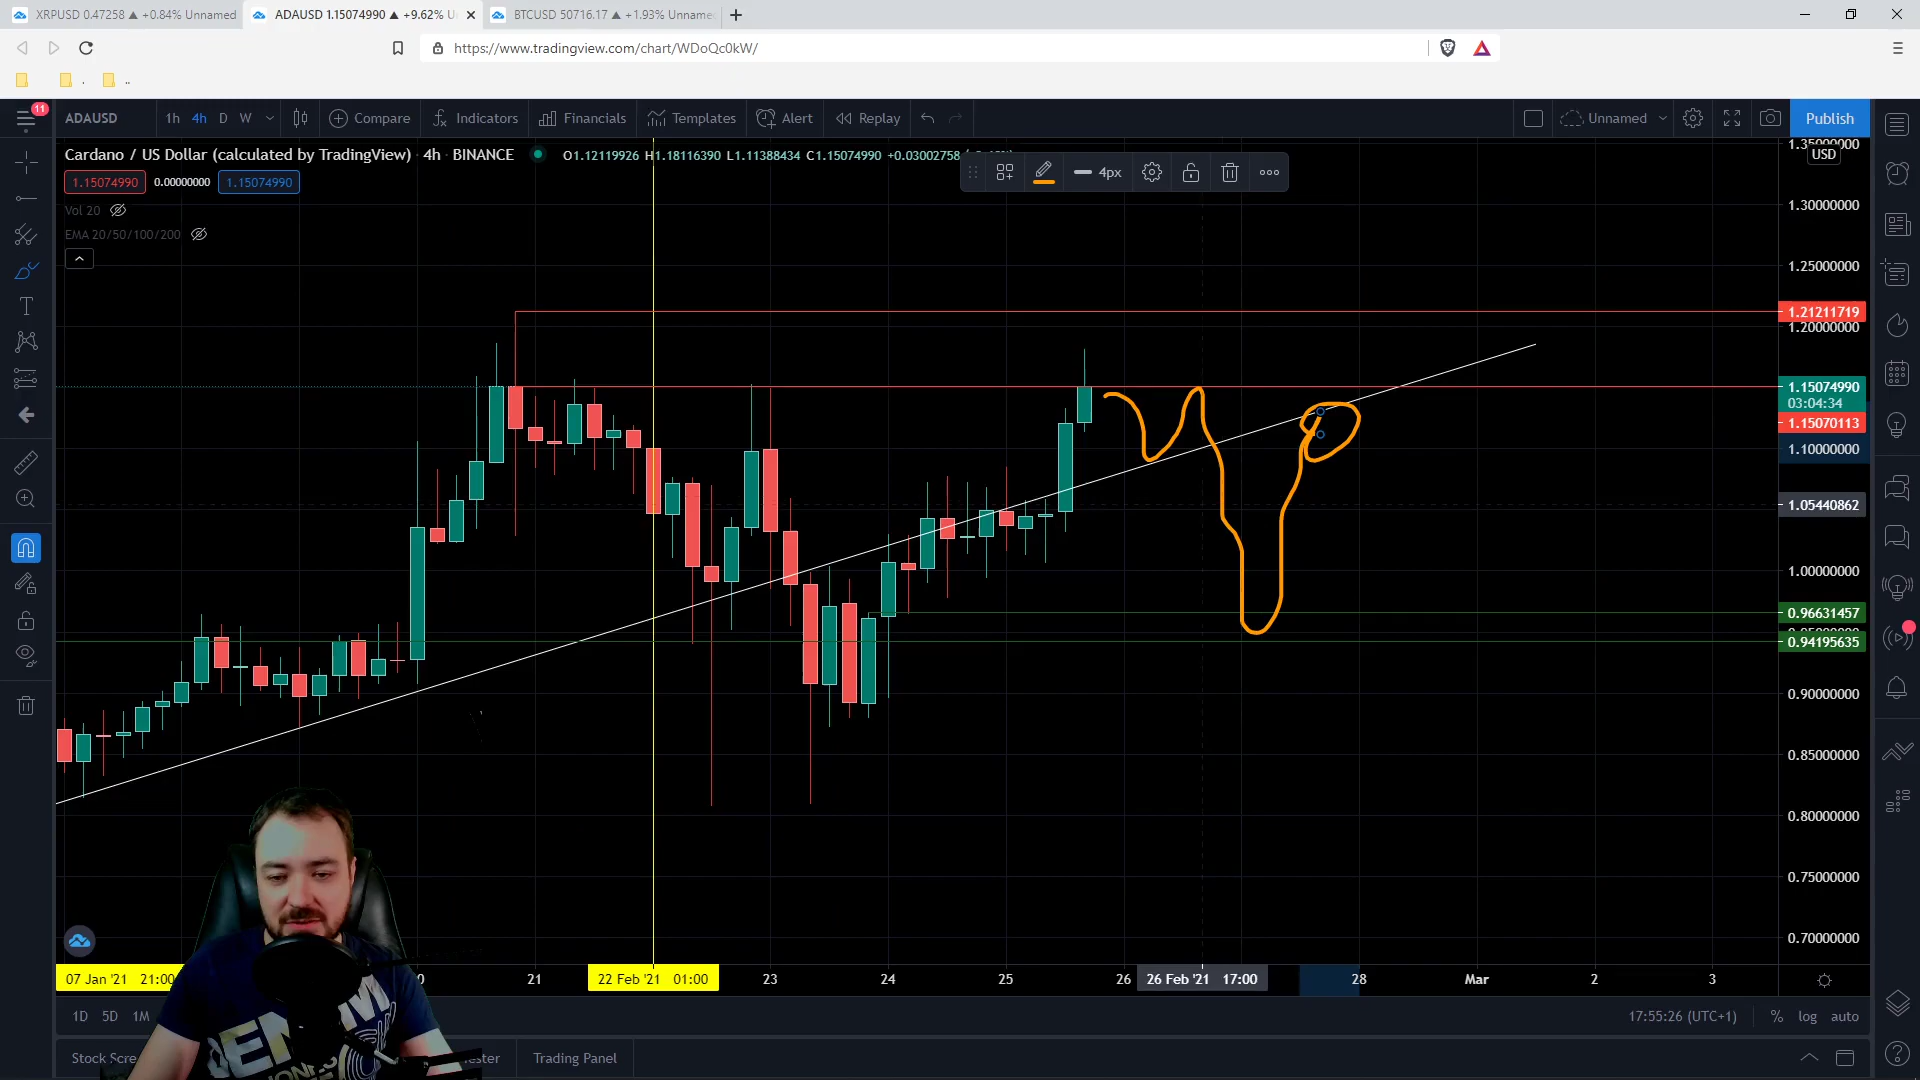 XRPUSD 0.47258 ▲ +0.84% Unnamed
ADAUSD 1.15074990 ▲ +9.62% U
BTCUSD 50716.17 ▲ +1.93% Unname
https://www.tradingview.com/chart/WDoQc0kW/
.
..
11
ADAUSD
1h 4h D W
Compare
Indicators
Financials
Templates
Alert
Replay
Unnamed
Publish
Cardano / US Dollar (calculated by TradingView) 4h BINANCE
O1.12119926 H1.18116390 L1.11388434 C1.15074990 +0.03002758
1.15074990 0.00000000 1.15074990
Vol 20
EMA 20/50/100/200
4px
1.35000000
USD
1.30000000
1.25000000
1.21211719
1.20000000
1.15074990
03:04:34
1.15070113
1.10000000
1.05440862
1.00000000
0.96631457
0.94195635
0.90000000
0.85000000
0.80000000
0.75000000
0.70000000
07 Jan '21 21:00
21
22 Feb '21 01:00
23
24
25
26
26 Feb '21 17:00
28
Mar
2
3
1D 5D 1M
17:55:26 (UTC+1)
% log auto
Stock Scre
ester
Trading Panel